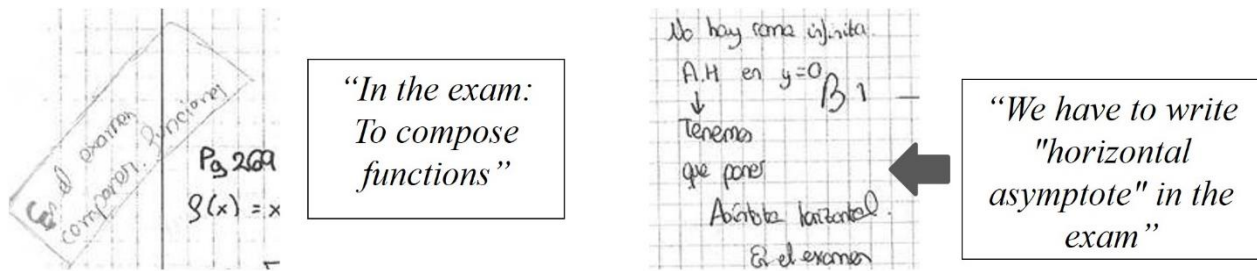 En el examen
componer funciones
Pg 269
g(x) = x
“In the exam:
To compose
functions”
No hay rama infinita.
A.H en y=0
B.1
Tenemos
que poner
Asíntota horizontal.
En el examen
“We have to write
"horizontal
asymptote" in the
exam”